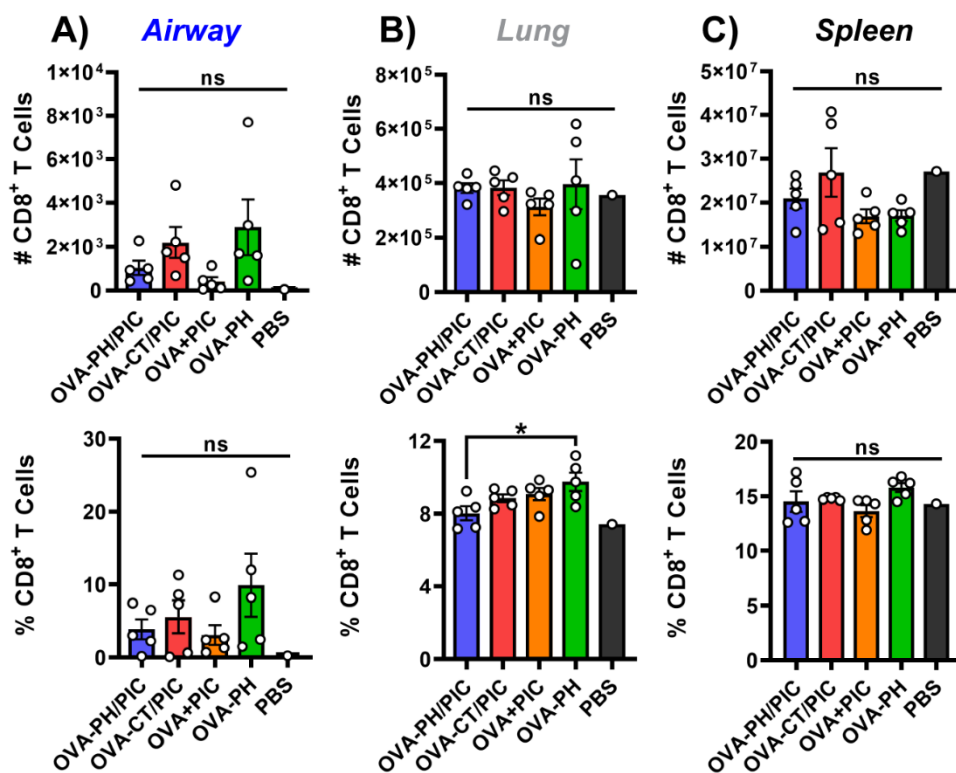 A) Airway
# CD8⁺ T Cells
1×10⁴
8×10³
6×10³
4×10³
2×10³
0
ns
OVA-PH/PIC
OVA-CT/PIC
OVA+PIC
OVA-PH
PBS
B) Lung
# CD8⁺ T Cells
8×10⁵
6×10⁵
4×10⁵
2×10⁵
0
ns
OVA-PH/PIC
OVA-CT/PIC
OVA+PIC
OVA-PH
PBS
C) Spleen
# CD8⁺ T Cells
5×10⁷
4×10⁷
3×10⁷
2×10⁷
1×10⁷
0
ns
OVA-PH/PIC
OVA-CT/PIC
OVA+PIC
OVA-PH
PBS
% CD8⁺ T Cells
30
20
10
0
ns
OVA-PH/PIC
OVA-CT/PIC
OVA+PIC
OVA-PH
PBS
% CD8⁺ T Cells
12
8
4
0
*
OVA-PH/PIC
OVA-CT/PIC
OVA+PIC
OVA-PH
PBS
% CD8⁺ T Cells
20
15
10
5
0
ns
OVA-PH/PIC
OVA-CT/PIC
OVA+PIC
OVA-PH
PBS